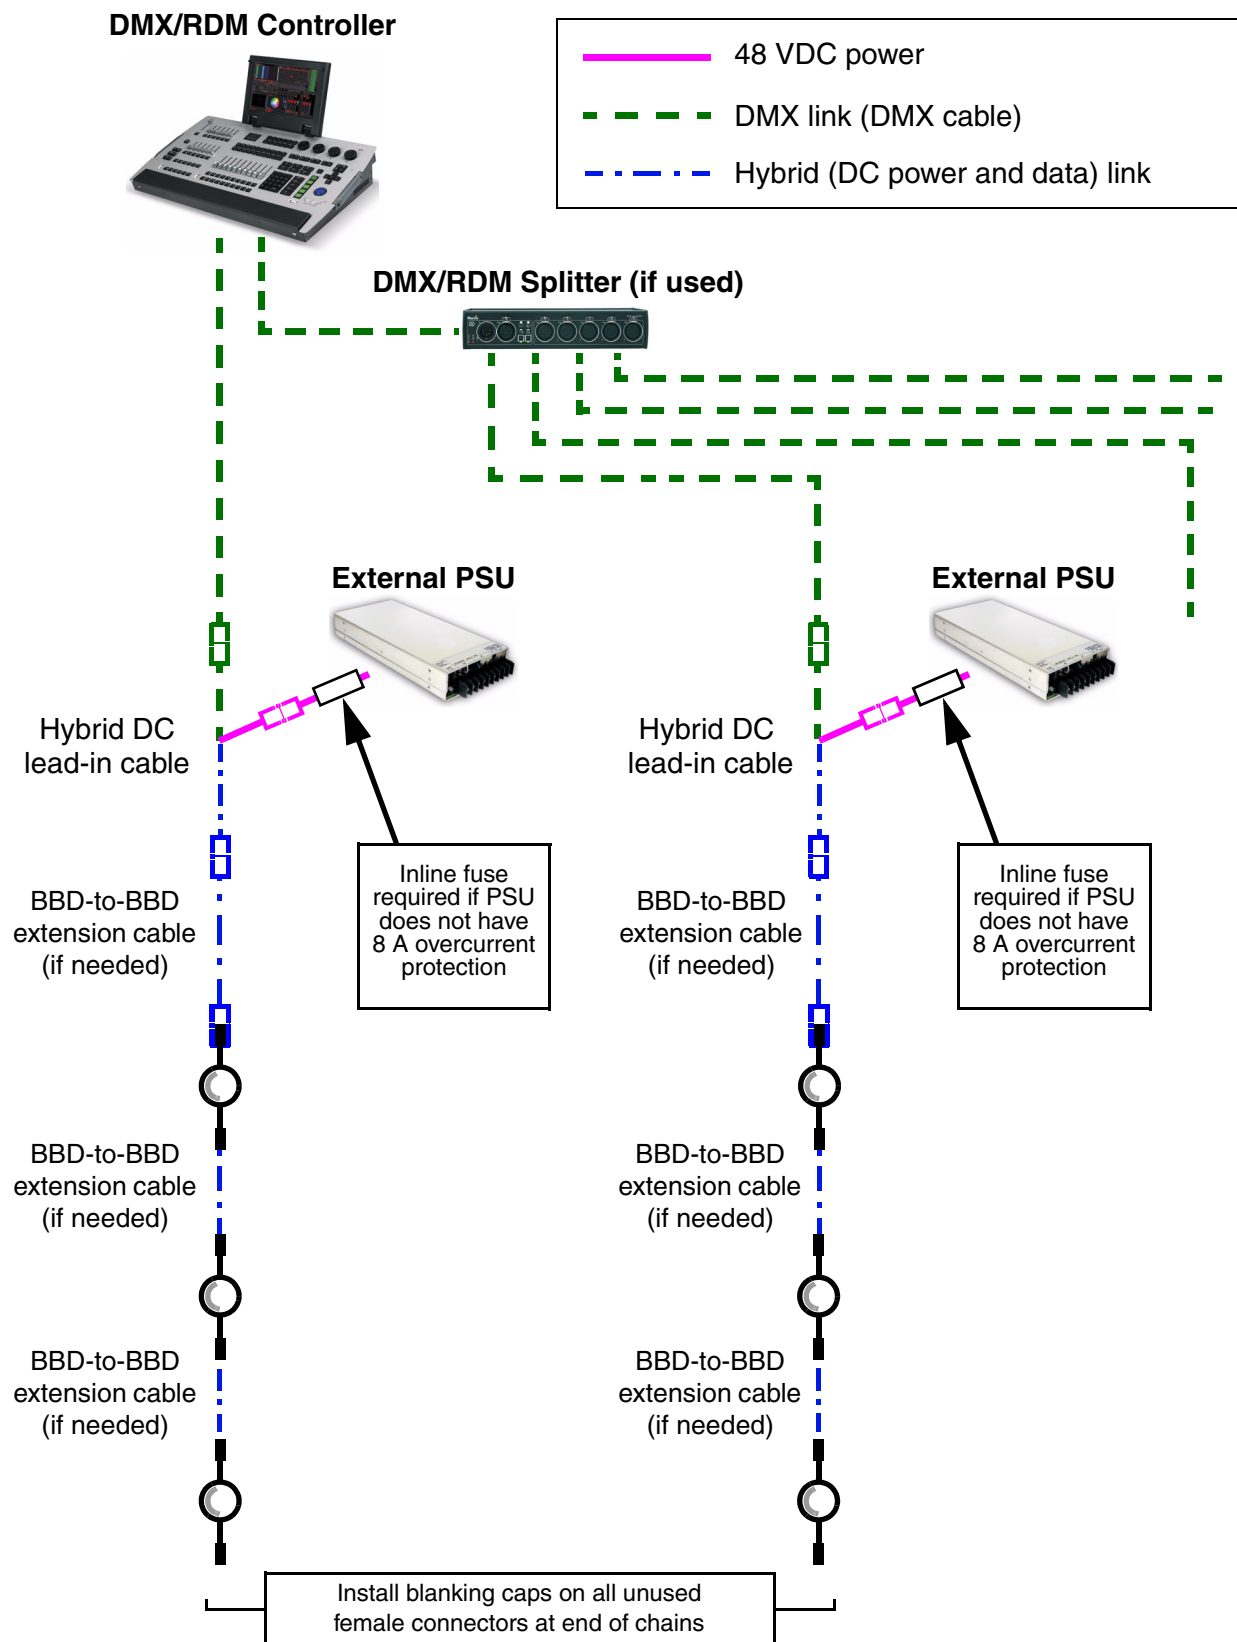 DMX/RDM Controller
48 VDC power
DMX link (DMX cable)
Hybrid (DC power and data) link
DMX/RDM Splitter (if used)
External PSU
External PSU
Hybrid DC
lead-in cable
Hybrid DC
lead-in cable
Inline fuse
required if PSU
does not have
8 A overcurrent
protection
Inline fuse
required if PSU
does not have
8 A overcurrent
protection
BBD-to-BBD
extension cable
(if needed)
BBD-to-BBD
extension cable
(if needed)
BBD-to-BBD
extension cable
(if needed)
BBD-to-BBD
extension cable
(if needed)
BBD-to-BBD
extension cable
(if needed)
BBD-to-BBD
extension cable
(if needed)
Install blanking caps on all unused
female connectors at end of chains